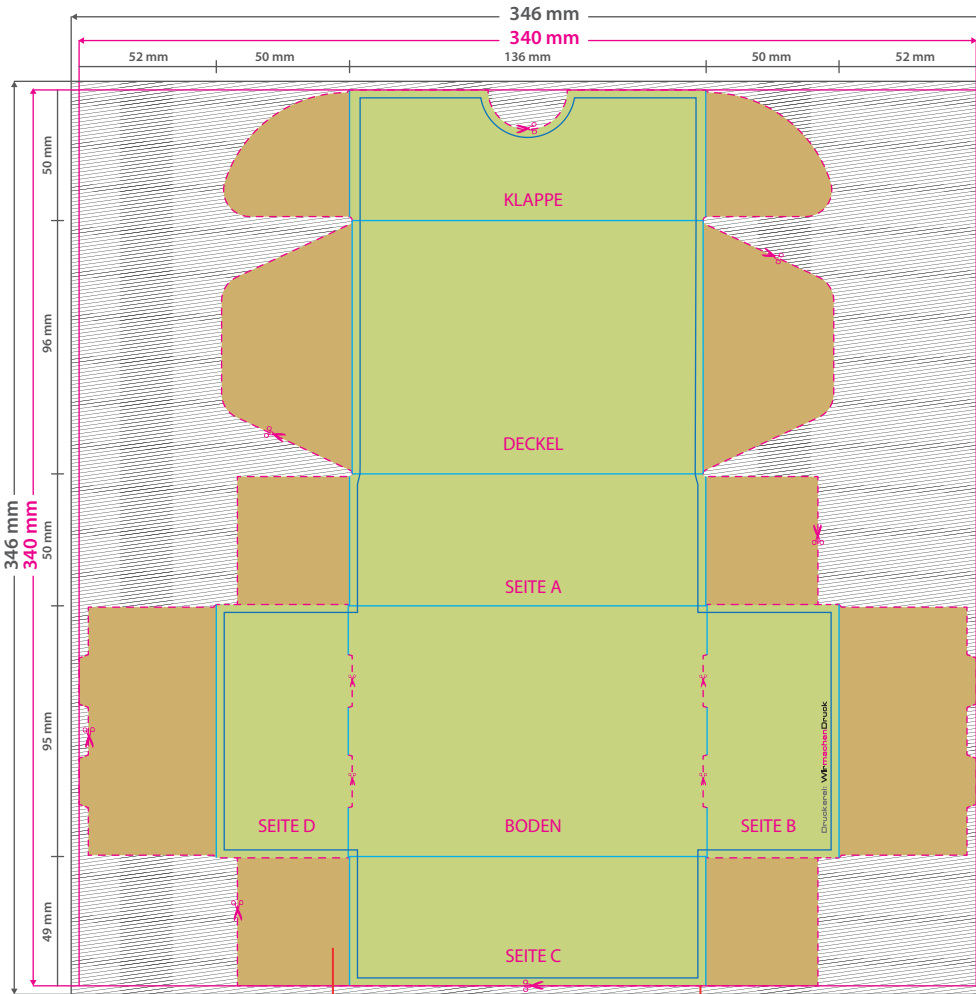 346 mm
340 mm
52 mm
50 mm
136 mm
50 mm
52 mm
346 mm
340 mm
50 mm
96 mm
50 mm
95 mm
49 mm
KLAPPE
DECKEL
SEITE A
SEITE D
BODEN
SEITE B
Druckerei: WirmachenDruck
SEITE C